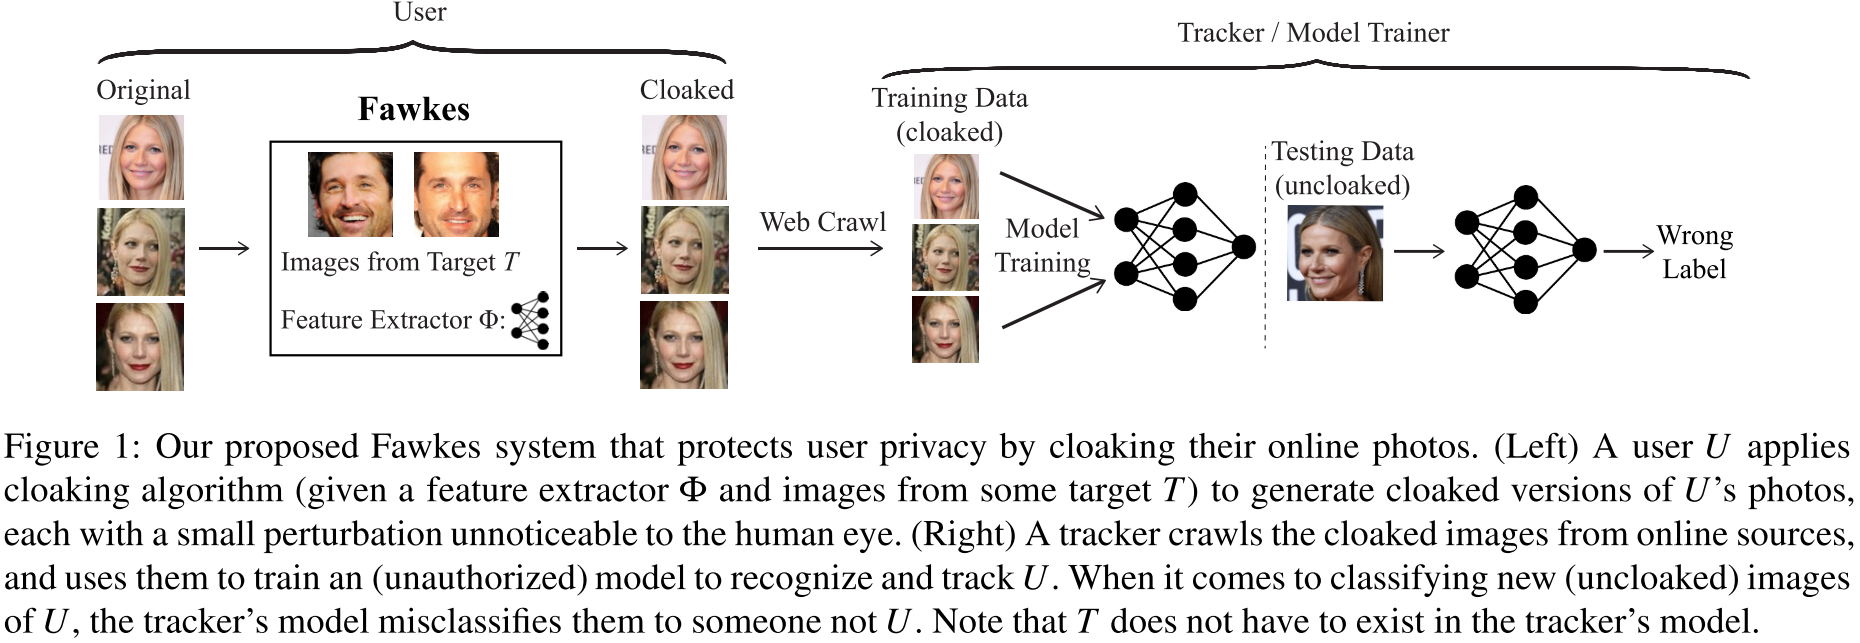 User
Tracker / Model Trainer
Original
Fawkes
Cloaked
Training Data
(cloaked)
Testing Data
(uncloaked)
Images from Target T
Feature Extractor Φ:
Web Crawl
Model
Training
Wrong
Label
Figure 1: Our proposed Fawkes system that protects user privacy by cloaking their online photos. (Left) A user U applies
cloaking algorithm (given a feature extractor Φ and images from some target T) to generate cloaked versions of U's photos,
each with a small perturbation unnoticeable to the human eye. (Right) A tracker crawls the cloaked images from online sources,
and uses them to train an (unauthorized) model to recognize and track U. When it comes to classifying new (uncloaked) images
of U, the tracker's model misclassifies them to someone not U. Note that T does not have to exist in the tracker's model.